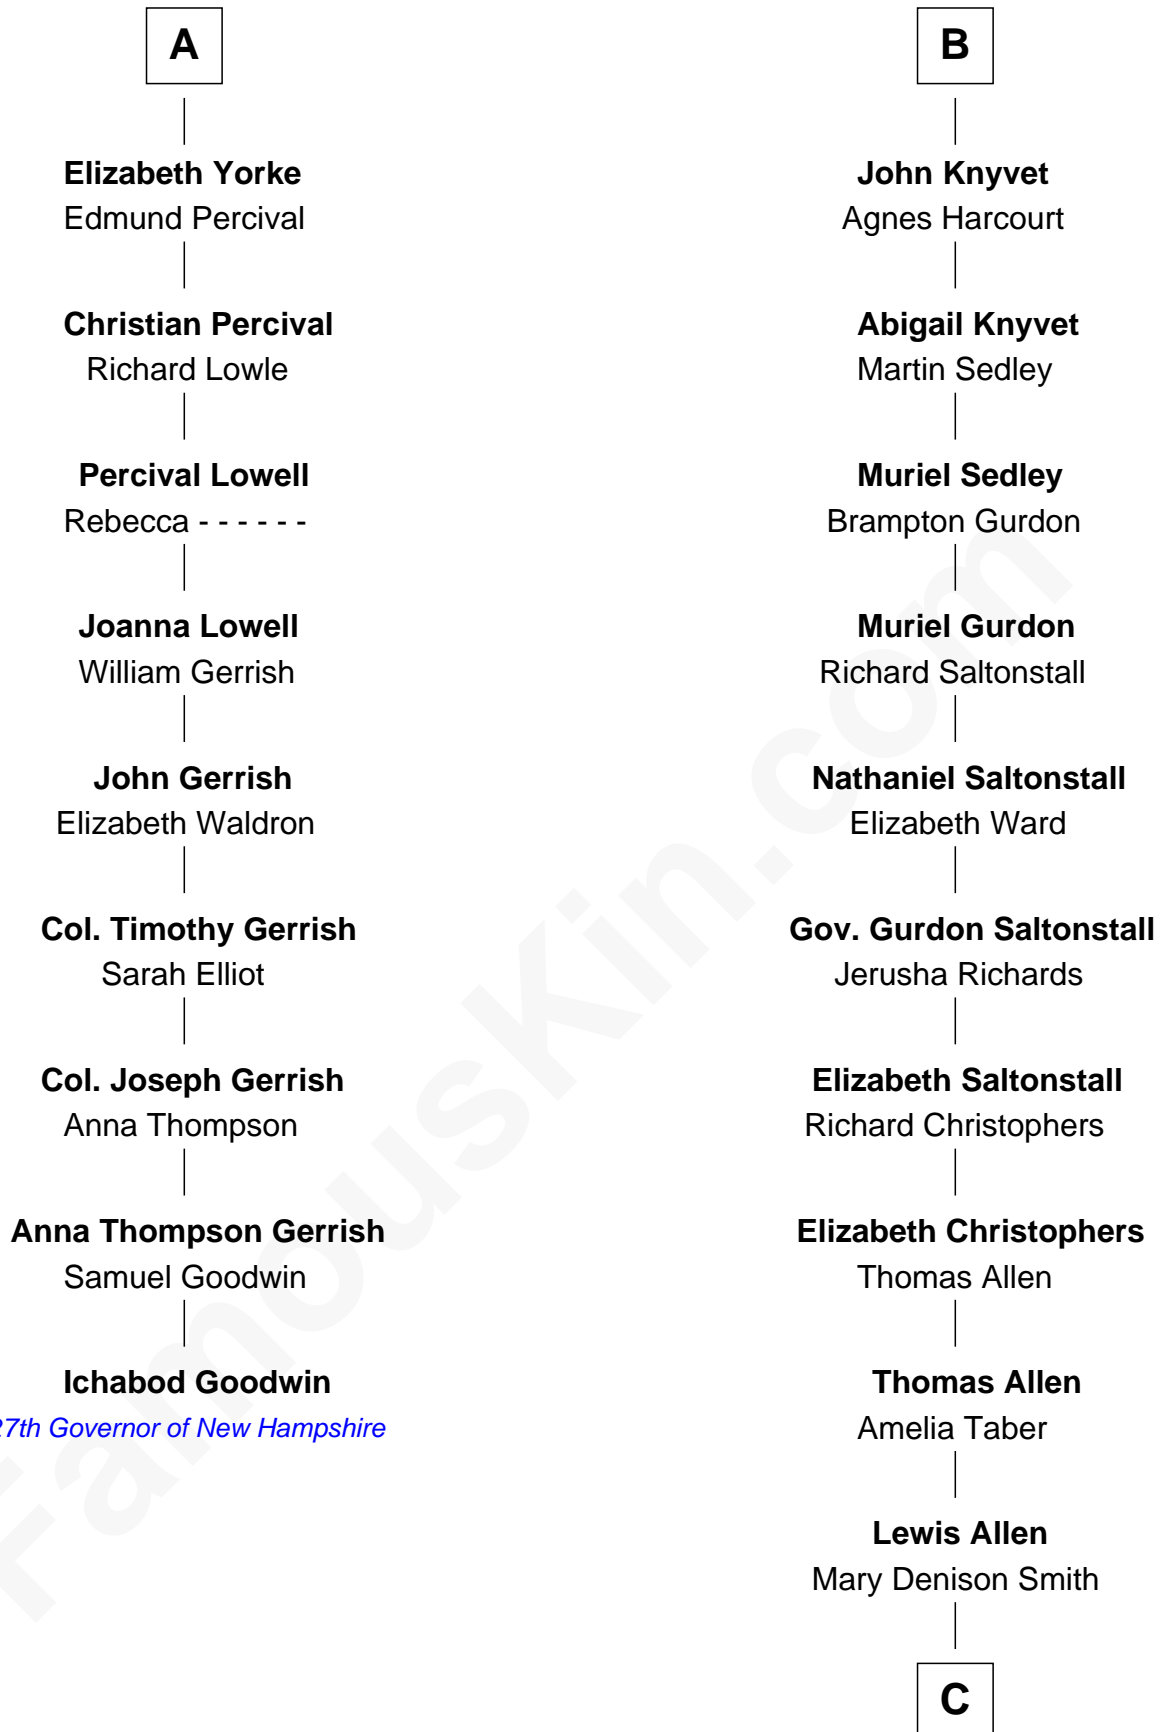 A
Elizabeth Yorke
Edmund Percival
Christian Percival
Richard Lowle
Percival Lowell
Rebecca - - - - - -
Joanna Lowell
William Gerrish
John Gerrish
Elizabeth Waldron
Col. Timothy Gerrish
Sarah Elliot
Col. Joseph Gerrish
Anna Thompson
Anna Thompson Gerrish
Samuel Goodwin
Ichabod Goodwin
27th Governor of New Hampshire
B
John Knyvet
Agnes Harcourt
Abigail Knyvet
Martin Sedley
Muriel Sedley
Brampton Gurdon
Muriel Gurdon
Richard Saltonstall
Nathaniel Saltonstall
Elizabeth Ward
Gov. Gurdon Saltonstall
Jerusha Richards
Elizabeth Saltonstall
Richard Christophers
Elizabeth Christophers
Thomas Allen
Thomas Allen
Amelia Taber
Lewis Allen
Mary Denison Smith
C
FamousKin.com